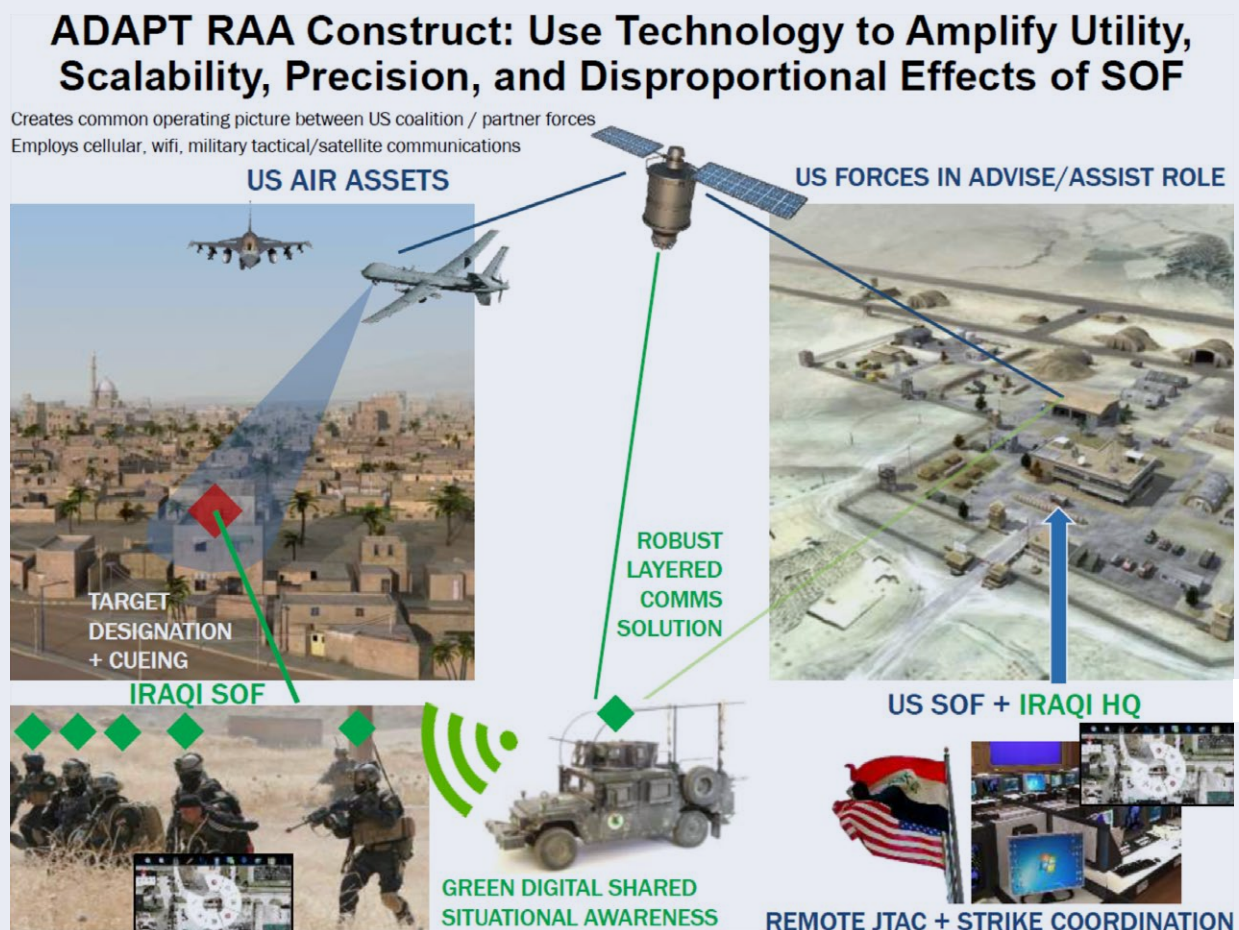 ADAPT RAA Construct: Use Technology to Amplify Utility,
Scalability, Precision, and Disproportional Effects of SOF
Creates common operating picture between US coalition / partner forces
Employs cellular, wifi, military tactical/satellite communications
US AIR ASSETS
US FORCES IN ADVISE/ASSIST ROLE
ROBUST
LAYERED
COMMS
SOLUTION
TARGET
DESIGNATION
+ CUEING
IRAQI SOF
US SOF + IRAQI HQ
GREEN DIGITAL SHARED
SITUATIONAL AWARENESS
REMOTE JTAC + STRIKE COORDINATION